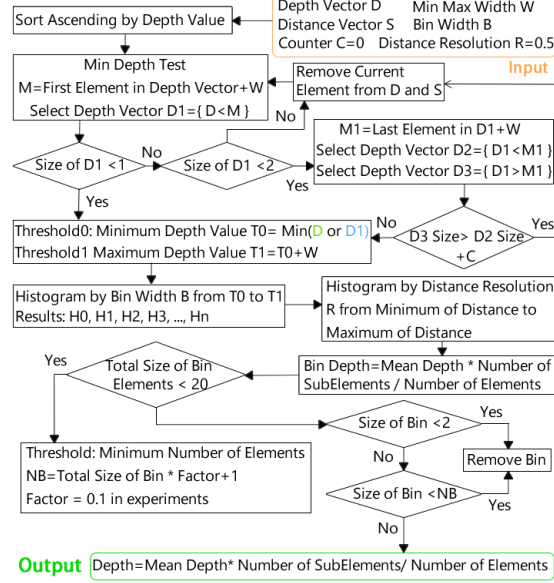 Depth Vector D Min Max Width W
Sort Ascending by Depth Value
Distance Vector S Bin Width B
Counter C=0 Distance Resolution R=0.5
Input
Min Depth Test
M=First Element in Depth Vector+W
Select Depth Vector D1={ D<M }
Remove Current
Element from D and S
No
M1=Last Element in D1+W
Select Depth Vector D2={ D1<M1 }
Select Depth Vector D3={ D1>M1 }
Size of D1 <1
No
Size of D1 <2
Yes
Yes
No
D3 Size> D2 Size
+C
Yes
Threshold0: Minimum Depth Value T0= Min(D or D1)
Threshold1 Maximum Depth Value T1=T0+W
Histogram by Bin Width B from T0 to T1
Results: H0, H1, H2, H3, ..., Hn
Histogram by Distance Resolution
R from Minimum of Distance to
Maximum of Distance
Yes
Total Size of Bin
Elements < 20
Bin Depth=Mean Depth * Number of
SubElements / Number of Elements
Size of Bin <2
Yes
Threshold: Minimum Number of Elements
NB=Total Size of Bin * Factor+1
Factor = 0.1 in experiments
No
Remove Bin
Size of Bin <NB
Yes
No
Output
Depth=Mean Depth* Number of SubElements/ Number of Elements